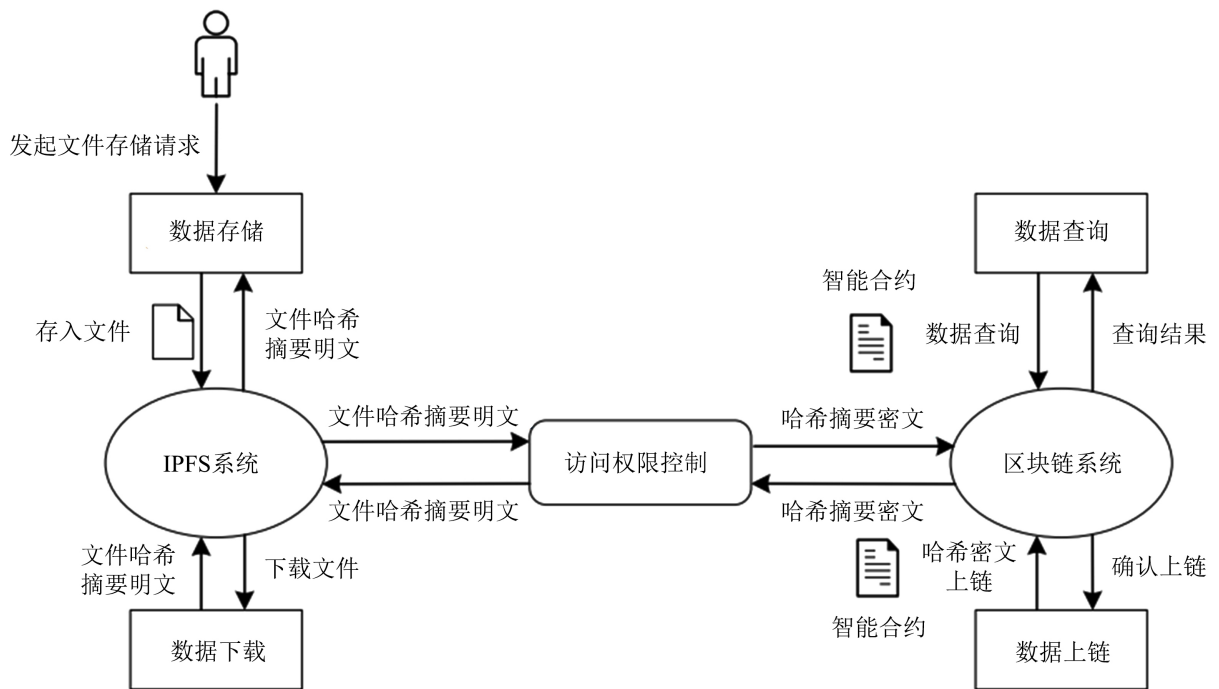 发起文件存储请求
数据存储
数据查询
存入文件
文件哈希
摘要明文
智能合约
数据查询
查询结果
IPFS系统
文件哈希摘要明文
文件哈希摘要明文
访问权限控制
哈希摘要密文
哈希摘要密文
区块链系统
文件哈希
摘要明文
下载文件
智能合约
哈希密文
上链
确认上链
数据下载
数据上链